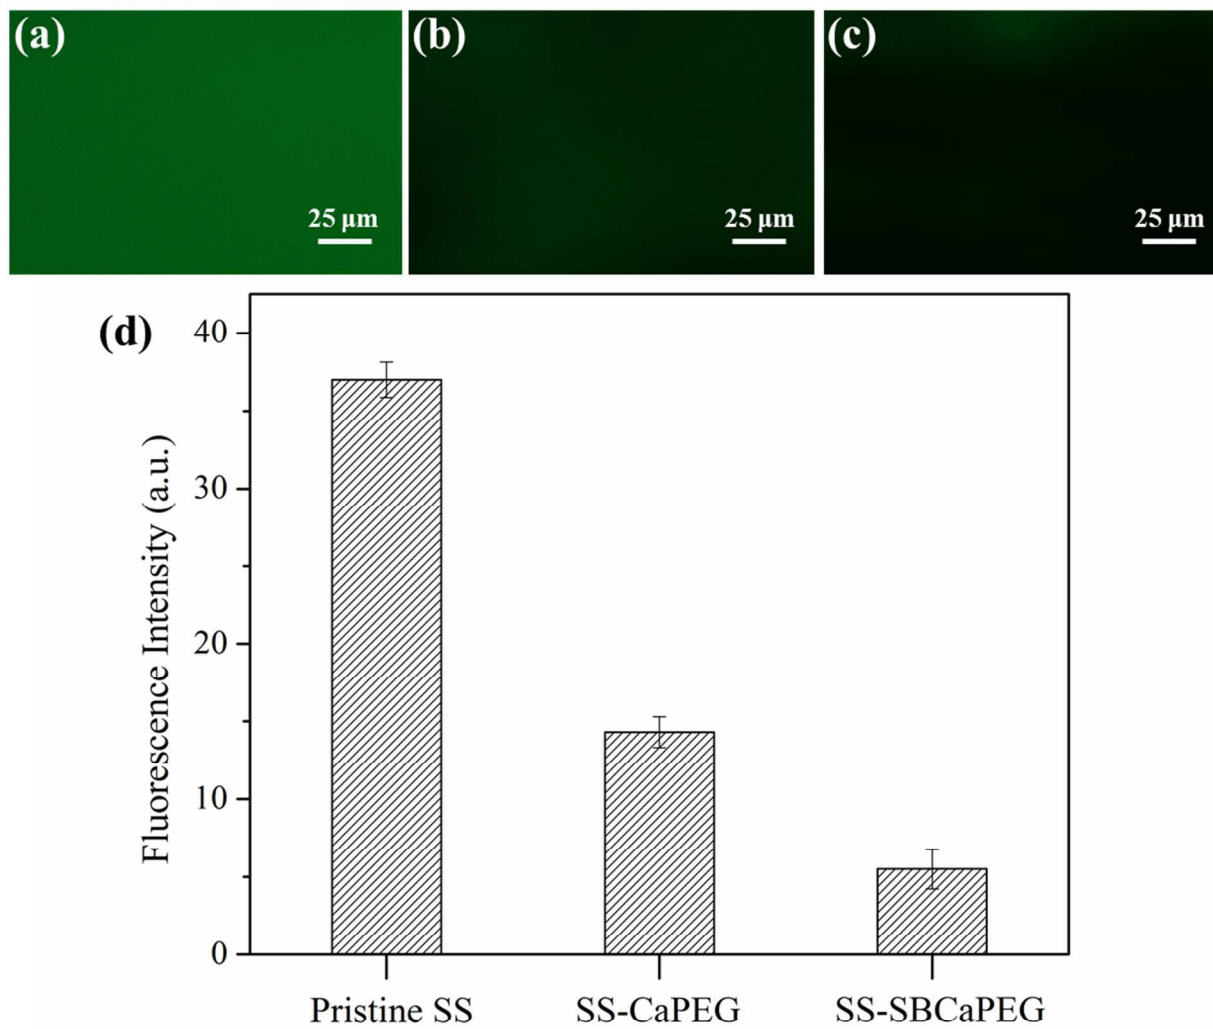 (a)
(b)
(c)
25 μm
25 μm
25 μm
(d)
40
30
20
10
0
Fluorescence Intensity (a.u.)
Pristine SS
SS-CaPEG
SS-SBCaPEG